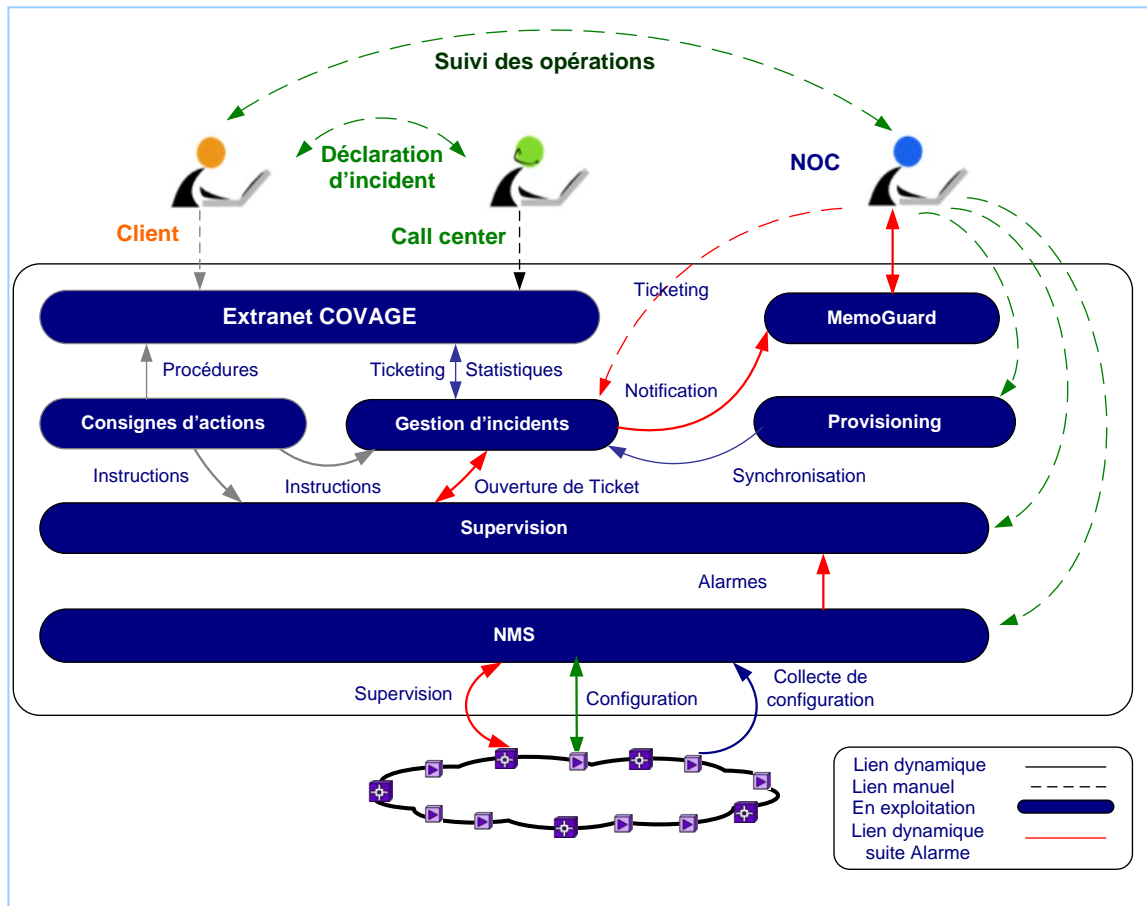 Suivi des opérations
Déclaration
d'incident
NOC
Client
Call center
Ticketing
Extranet COVAGE
MemoGuard
Procédures
Ticketing
Statistiques
Notification
Consignes d'actions
Gestion d'incidents
Provisioning
Instructions
Instructions
Ouverture de Ticket
Synchronisation
Supervision
Alarmes
NMS
Supervision
Configuration
Collecte de
configuration
Lien dynamique
Lien manuel
En exploitation
Lien dynamique
suite Alarme